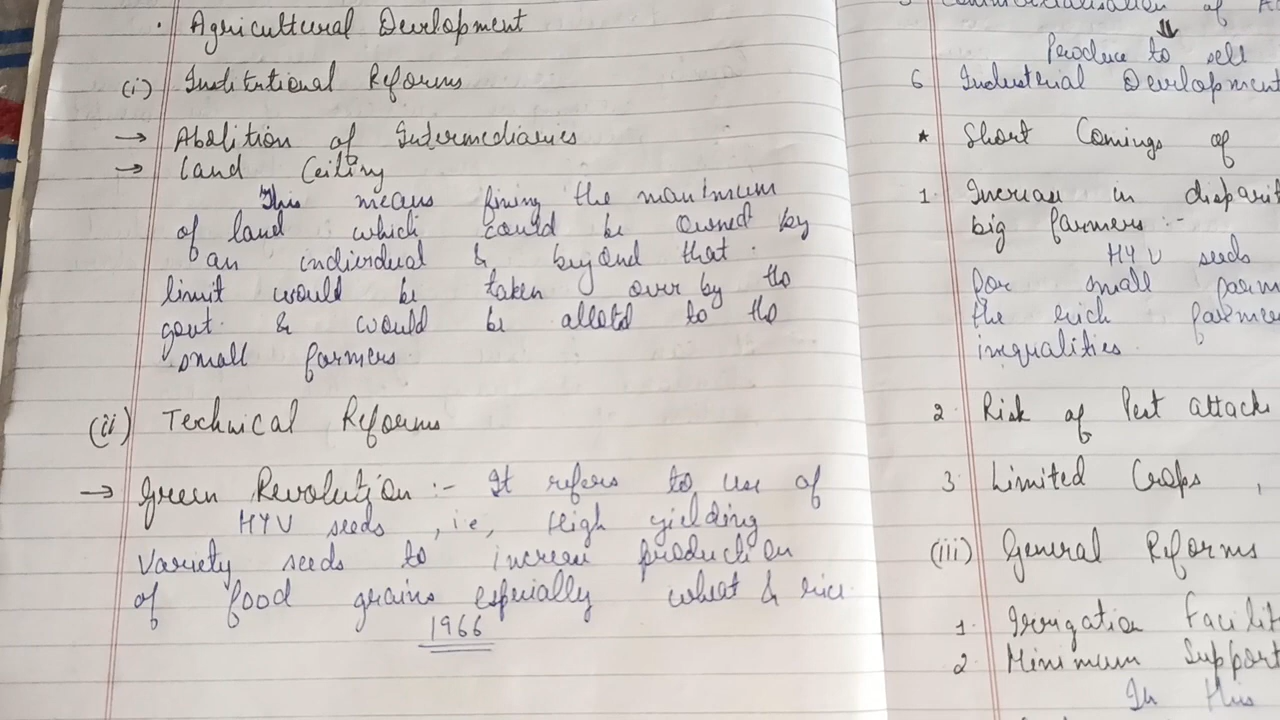 · Agricultural Development
(i) Institutional Reforms
→ Abolition of Intermediaries
→ Land Ceiling
This means fixing the maximum
of land which could be owned by
an individual & beyond that
limit would be taken over by the
govt. & would be alloted to the
small farmers.
(ii) Technical Reforms
→ Green Revolution :- It refers to use of
HYV seeds, i.e, High yielding
Variety seeds to increase production
of food grains especially wheat & rice.
1966
of
Produce to sell
6 Industrial Development
* Short Comings of
1. Increase in
big farmers :-
HYV seeds
for small
the rich
inequalities.
2. Risk of Pest attack
3. Limited Crops,
(iii) General Reforms
1. Irrigation
2. Minimum Support
In this